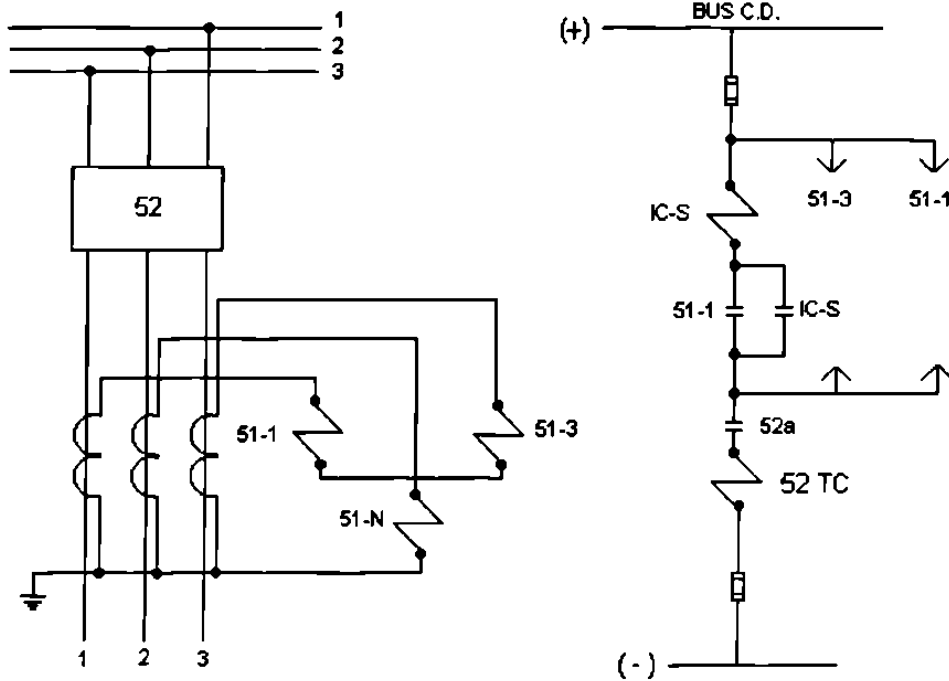 1
2
3
52
51-1
51-3
51-N
1 2 3
BUS C.D.
(+)
51-3
51-1
IC-S
51-1
IC-S
52a
52 TC
(-)